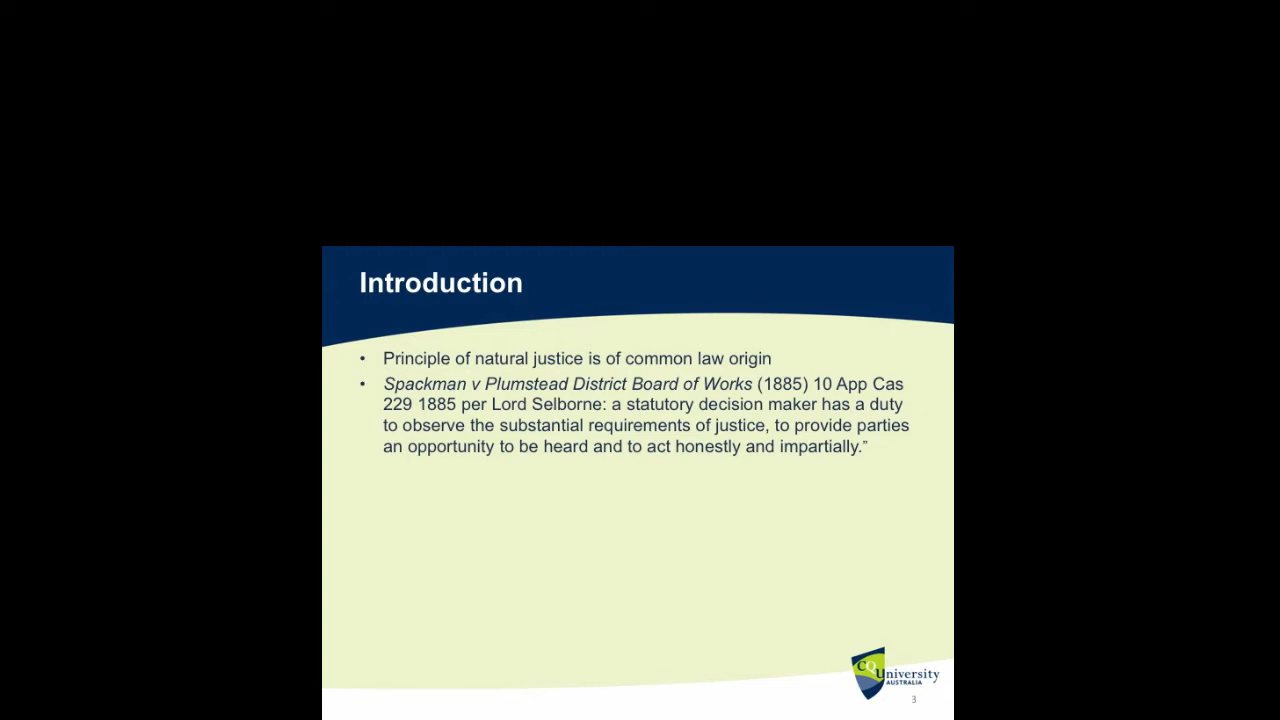 Introduction
• Principle of natural justice is of common law origin
• Spackman v Plumstead District Board of Works (1885) 10 App Cas
229 1885 per Lord Selborne: a statutory decision maker has a duty
to observe the substantial requirements of justice, to provide parties
an opportunity to be heard and to act honestly and impartially.”
CQUniversity
AUSTRALIA
3